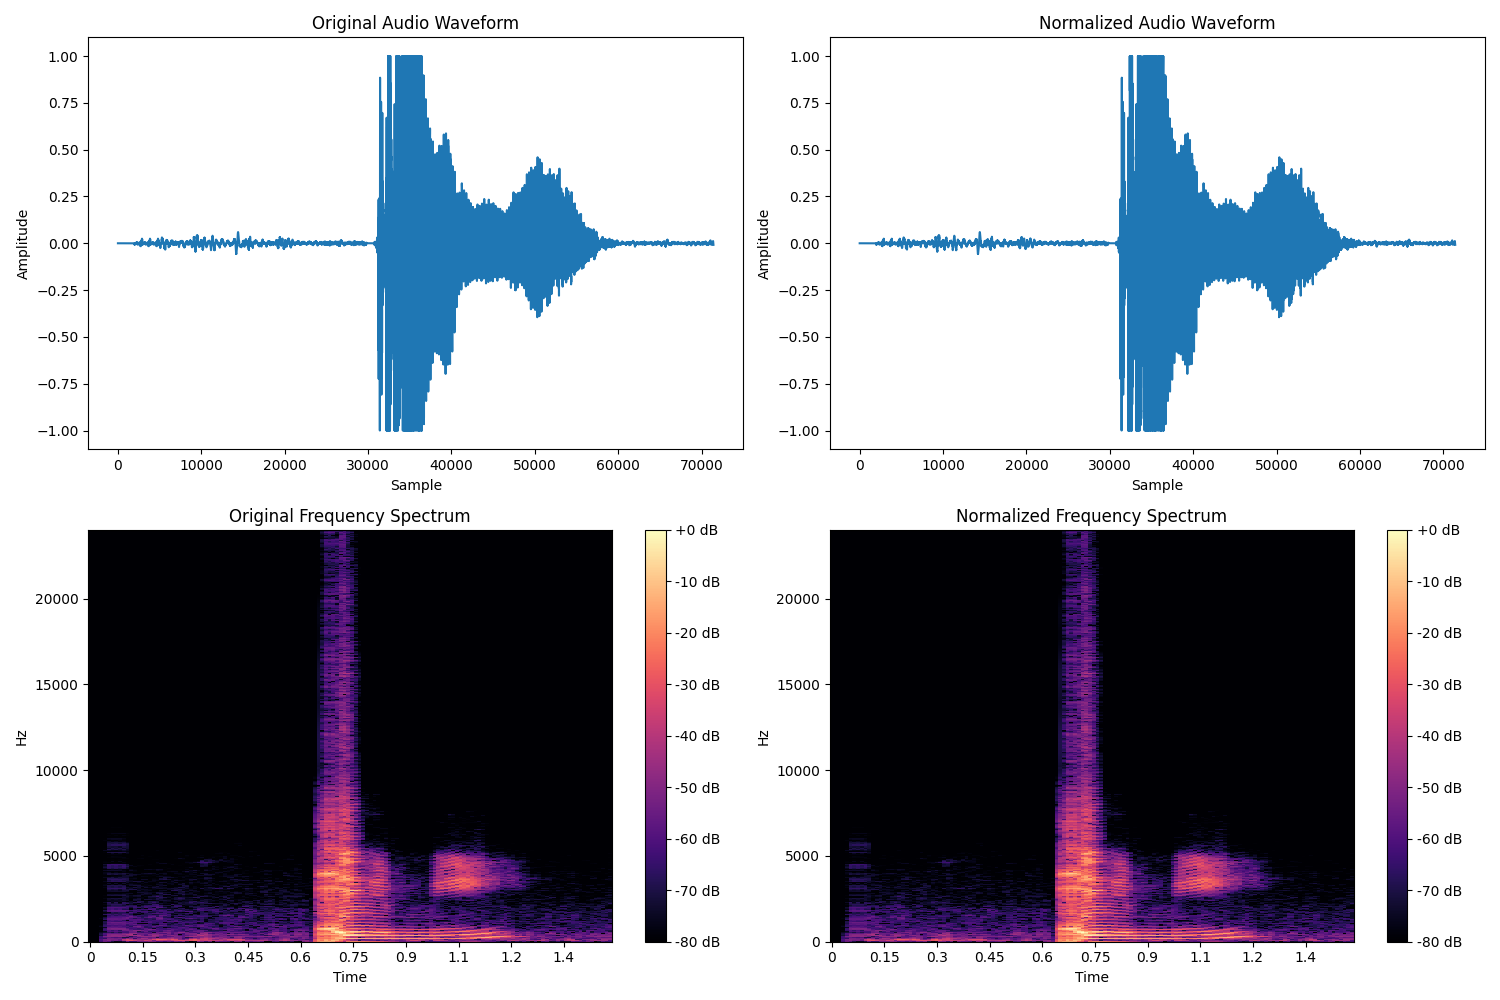 Original Audio Waveform
Normalized Audio Waveform
1.00
0.75
0.50
0.25
0.00
−0.25
−0.50
−0.75
−1.00
Amplitude
0 10000 20000 30000 40000 50000 60000 70000
Sample
1.00
0.75
0.50
0.25
0.00
−0.25
−0.50
−0.75
−1.00
Amplitude
0 10000 20000 30000 40000 50000 60000 70000
Sample
Original Frequency Spectrum
20000
15000
10000
5000
0
Hz
0 0.15 0.3 0.45 0.6 0.75 0.9 1.1 1.2 1.4
Time
+0 dB
-10 dB
-20 dB
-30 dB
-40 dB
-50 dB
-60 dB
-70 dB
-80 dB
Normalized Frequency Spectrum
20000
15000
10000
5000
0
Hz
0 0.15 0.3 0.45 0.6 0.75 0.9 1.1 1.2 1.4
Time
+0 dB
-10 dB
-20 dB
-30 dB
-40 dB
-50 dB
-60 dB
-70 dB
-80 dB